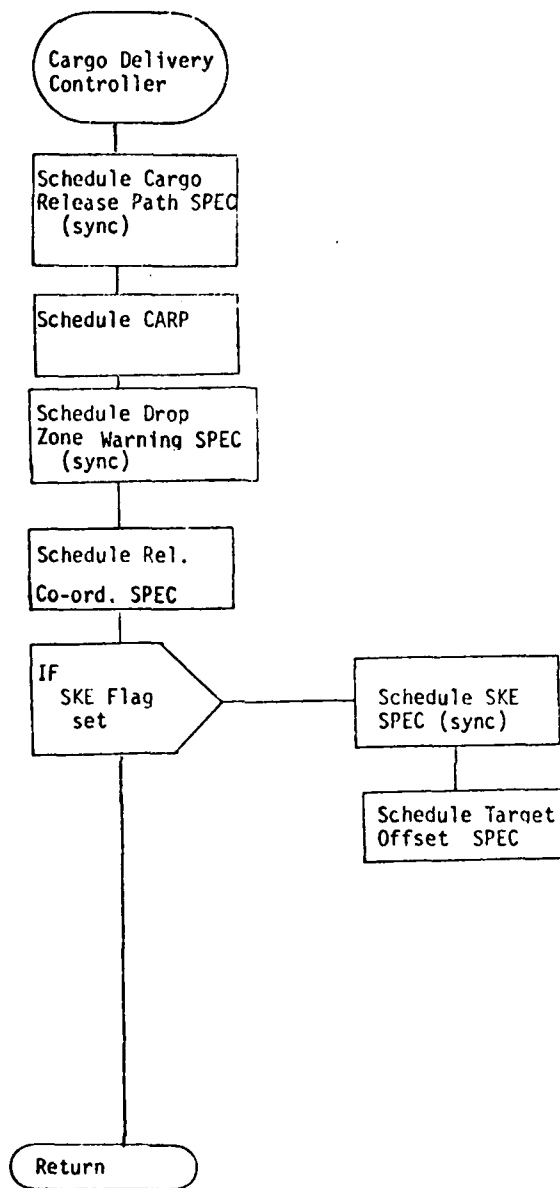 Cargo Delivery
Controller
Schedule Cargo
Release Path SPEC
(sync)
Schedule CARP
Schedule Drop
Zone Warning SPEC
(sync)
Schedule Rel.
Co-ord. SPEC
IF
SKE Flag
set
Schedule SKE
SPEC (sync)
Schedule Target
Offset SPEC
Return